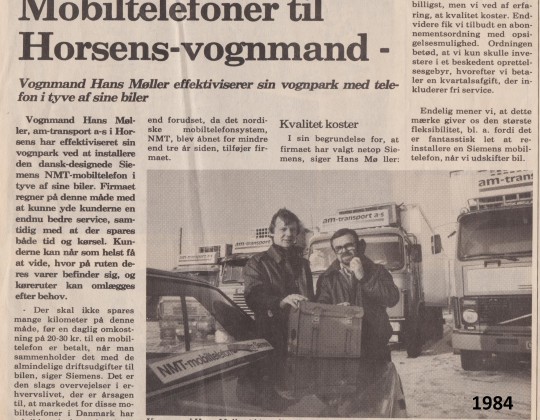 Mobiltelefoner til
Horsens-vognmand -
Vognmand Hans Møller effektiviserer sin vognpark med tele-
fon i tyve af sine biler
Vognmand Hans Møl-
ler, am-transport a-s i Hor-
sens har effektiviseret sin
vognpark ved at installere
den dansk-designede Sie-
mens NMT-mobiltelefon i
tyve af sine biler. Firmaet
regner på denne måde med
at kunne yde kunderne en
endnu bedre service, sam-
tidig med at der spares
både tid og kørsel. Kun-
derne kan når som helst få
at vide, hvor på ruten de-
res varer befinder sig, og
køreruter kan omlægges
efter behov.
- Der skal ikke spares
mange kilometer på denne
måde, før en daglig omkost-
ning på 20-30 kr. til en mobil-
telefon er betalt, når man
sammenholder det med de
almindelige driftsudgifter til
bilen, siger Siemens. Det er
den slags overvejelser i er-
hvervslivet, der er årsagen
til, at markedet for disse mo-
biltelefoner i Danmark har
end forudset, da det nordi-
ske mobiltelefonsystem,
NMT, blev åbnet for mindre
end tre år siden, tilføjer fir-
maet.
Kvalitet koster
I sin begrundelse for, at
firmaet har valgt netop Sie-
mens, siger Hans Mø ller:
billigst, men vi ved af erfa-
ring, at kvalitet koster. End-
videre fik vi tilbudt en abon-
nementsordning med opsi-
gelsesmulighed. Ordningen
betød, at vi kun skulle inve-
stere i et beskedent oprettel-
sesgebyr, hvorefter vi beta-
ler en kvartalsafgift, der in-
kluderer fri service.
Endelig mener vi, at dette
mærke giver os den største
fleksibilitet, bl. a. fordi det
er fantasstisk let at re-
installere en Siemens mobil-
telefon, når vi udskifter bil.
am-transport a-s
am-transport a-s
am-tran
NMT-mobiltelefon
1984